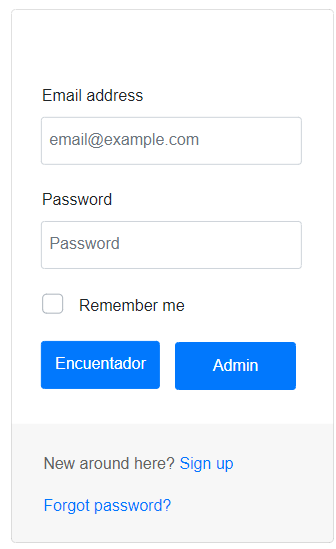 Email address
email@example.com
Password
Password
Remember me
Encuentador Admin
New around here? Sign up
Forgot password?